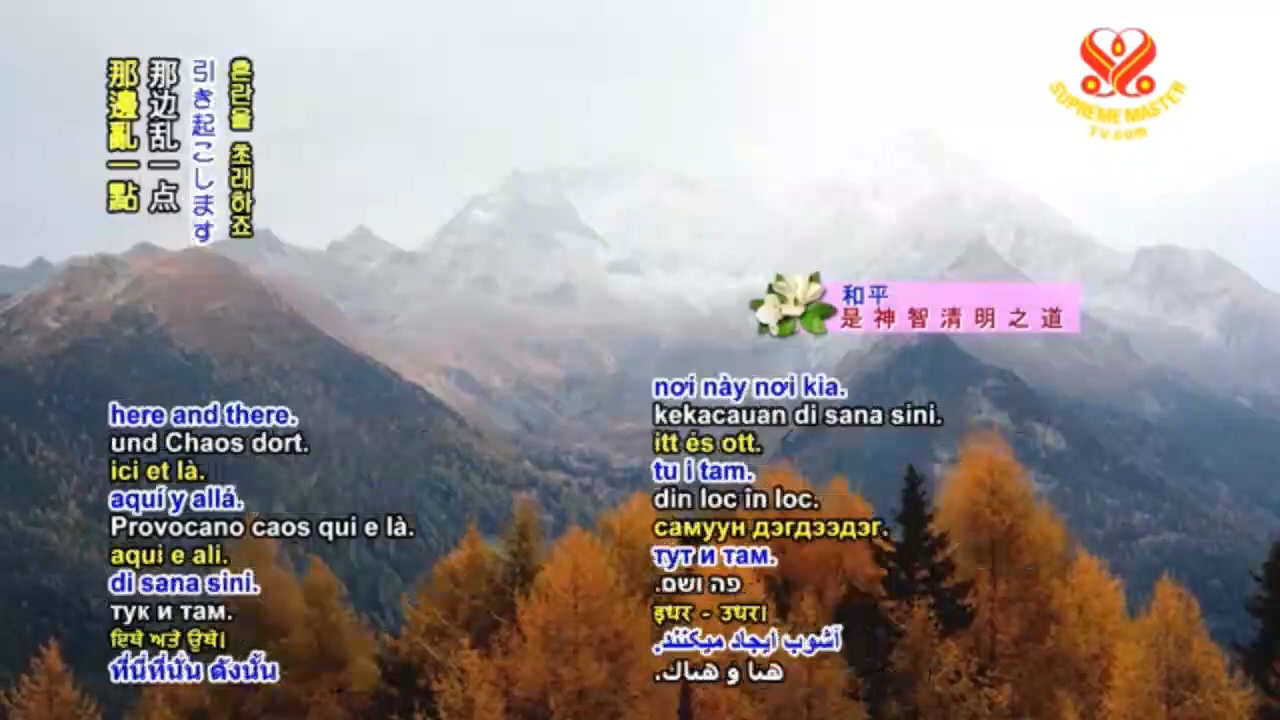 那邊亂一點
那边乱一点
引き起こします
혼란을 초래하죠
SUPREME MASTER
TV.com
和平
是神智清明之道
here and there.
und Chaos dort.
ici et là.
aquí y allá.
Provocano caos qui e là.
aqui e ali.
di sana sini.
тук и там.
ਇਥੇ ਅਤੇ ਉਥੇ।
ที่นี่ที่นั่น ดังนั้น
nơi này nơi kia.
kekacauan di sana sini.
itt és ott.
tu i tam.
din loc în loc.
самуун дэгдээдэг.
тут и там.
פה ושם.
इधर - उधर।
آشوب ایجاد میکنند.
هنا و هناك.